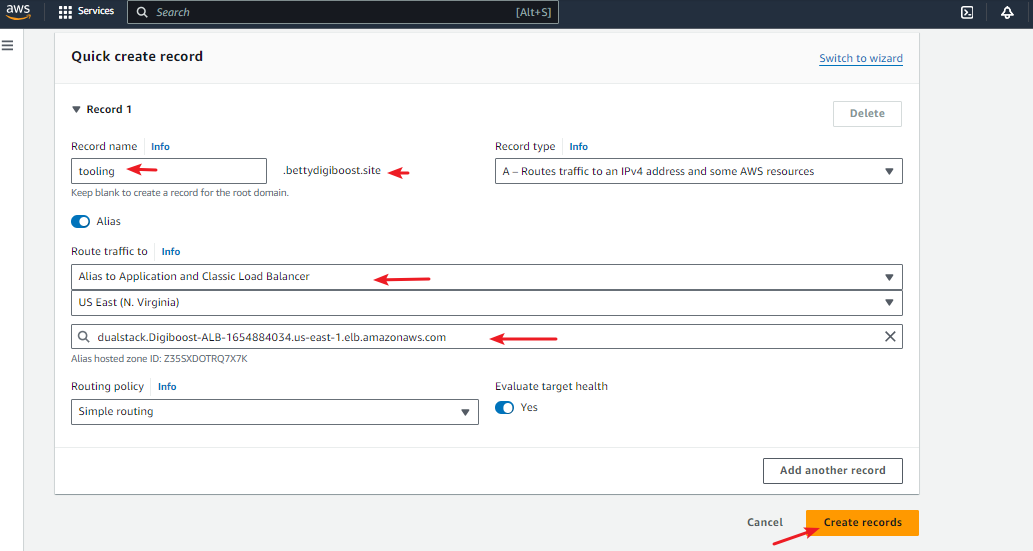 aws
Services
Search
[Alt+S]
Quick create record
Switch to wizard
Record 1
Delete
Record name
Info
Record type
Info
tooling
.bettydigiboost.site
A – Routes traffic to an IPv4 address and some AWS resources
Keep blank to create a record for the root domain.
Alias
Route traffic to
Info
Alias to Application and Classic Load Balancer
US East (N. Virginia)
dualstack.Digiboost-ALB-1654884034.us-east-1.elb.amazonaws.com
Alias hosted zone ID: Z35SXDOTRQ7X7K
Routing policy
Info
Evaluate target health
Simple routing
Yes
Add another record
Cancel
Create records